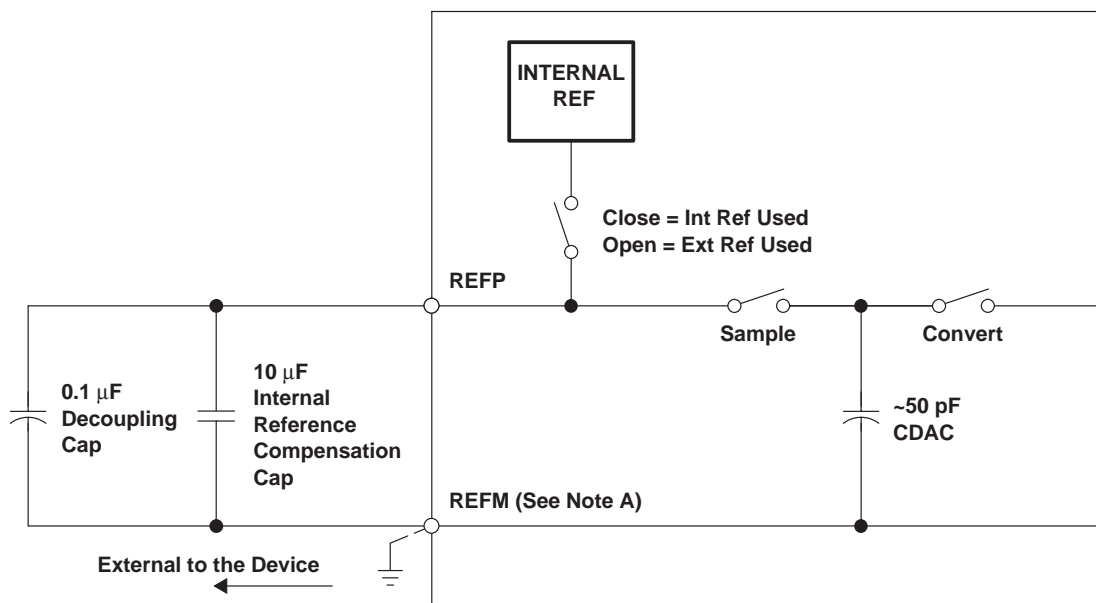 INTERNAL
REF
Close = Int Ref Used
Open = Ext Ref Used
REFP
Sample
Convert
0.1 μF
Decoupling
Cap
10 μF
Internal
Reference
Compensation
Cap
~50 pF
CDAC
REFM (See Note A)
External to the Device